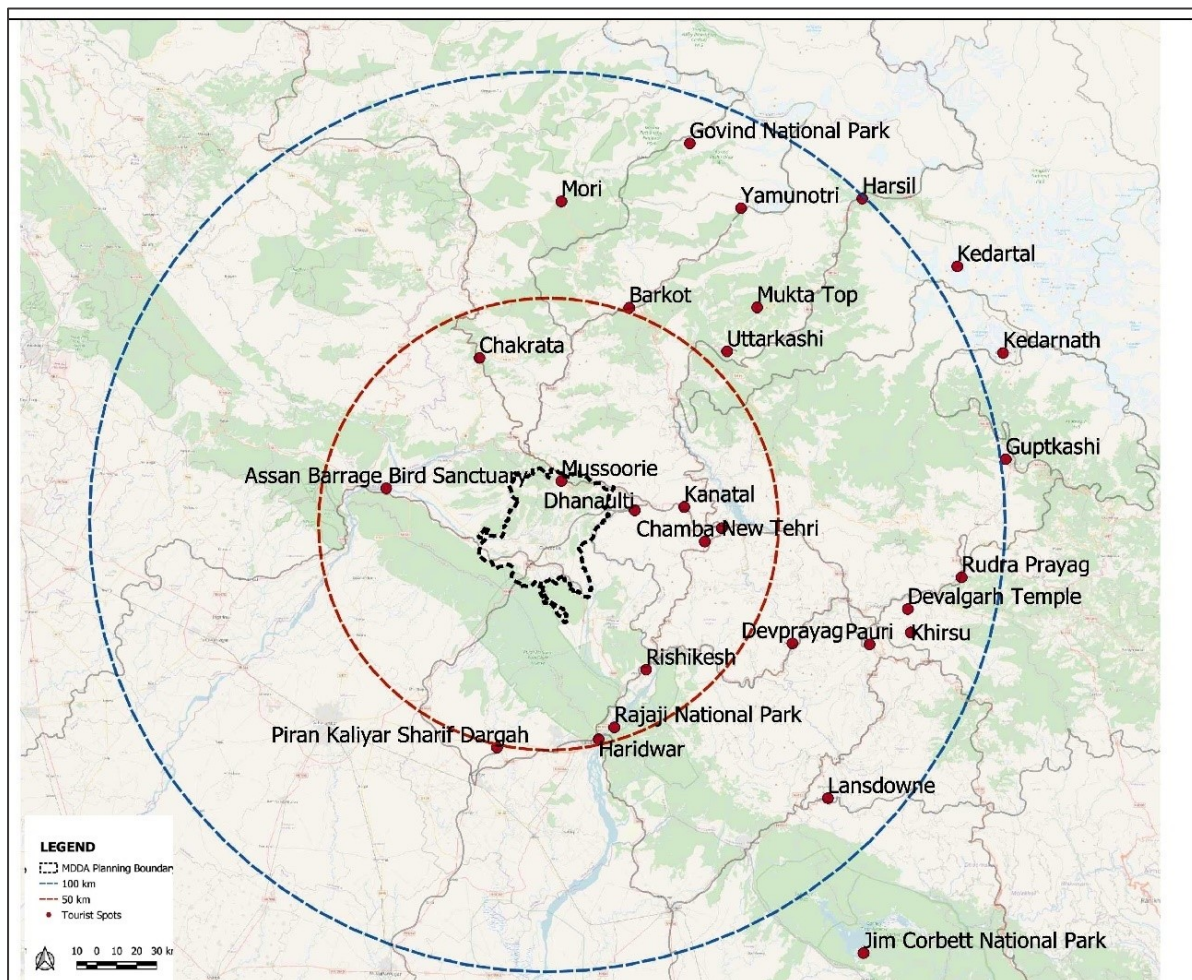 Govind National Park
Mori
Yamunotri
Harsil
Kedartal
Barkot
Mukta Top
Uttarkashi
Kedarnath
Chakrata
Guptkashi
Assan Barrage Bird Sanctuary
Mussoorie
Dhanaulti
Kanatal
Chamba New Tehri
Rudra Prayag
Devalgarh Temple
Devprayag
Pauri
Khirsu
Rishikesh
Rajaji National Park
Piran Kaliyar Sharif Dargah
Haridwar
Lansdowne
Jim Corbett National Park
LEGEND
MDDA Planning Boundary
100 km
50 km
Tourist Spots
10 0 10 20 30 km